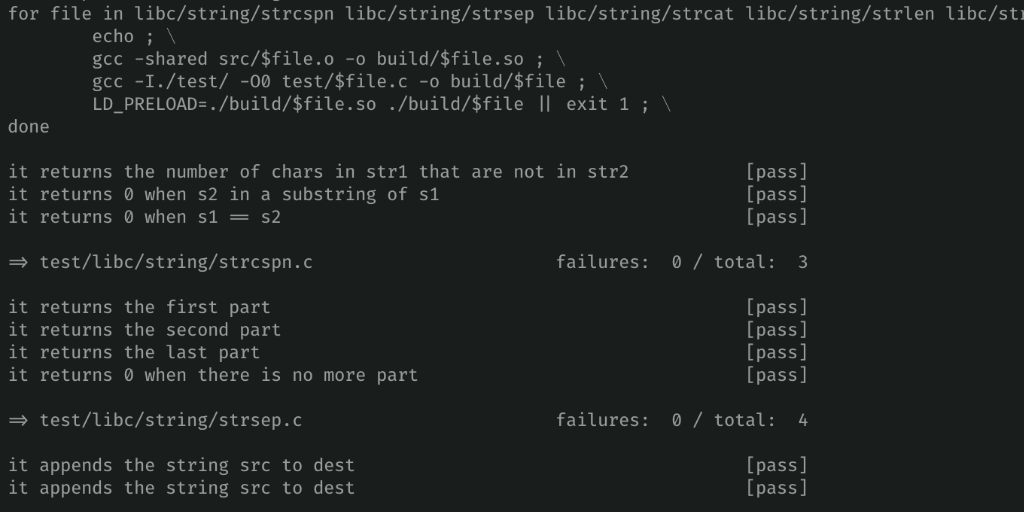 for file in libc/string/strcspn libc/string/strsep libc/string/strcat libc/string/strlen libc/str
echo ; \
gcc -shared src/$file.o -o build/$file.so ; \
gcc -I./test/ -O0 test/$file.c -o build/$file ; \
LD_PRELOAD=./build/$file.so ./build/$file || exit 1 ; \
done
it returns the number of chars in str1 that are not in str2 [pass]
it returns 0 when s2 in a substring of s1 [pass]
it returns 0 when s1 == s2 [pass]
=> test/libc/string/strcspn.c failures: 0 / total: 3
it returns the first part [pass]
it returns the second part [pass]
it returns the last part [pass]
it returns 0 when there is no more part [pass]
=> test/libc/string/strsep.c failures: 0 / total: 4
it appends the string src to dest [pass]
it appends the string src to dest [pass]